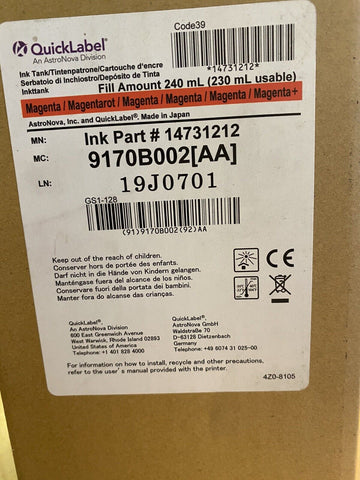 QuickLabel®
An AstroNova Division
Code39
*14731212*
Ink Tank/Tintenpatrone/Cartouche d'encre
Serbatoio di Inchiostro/Depósito de Tinta
Inkttank
Fill Amount 240 mL (230 mL usable)
Magenta / Magentarot / Magenta / Magenta / Magenta / Magenta+
AstroNova, Inc. and QuickLabel®, Made in Japan
MN: Ink Part # 14731212
MC: 9170B002[AA]
LN: 19J0701
GS1-128
(91)9170B002(92)AA
Keep out of the reach of children.
Conserver hors de portée des enfants.
Darf nicht in die Hände von Kindern gelangen.
Manténgase fuera del alcance de los niños.
Conservare fuori della portata dei bambini.
Manter fora do alcance das crianças.
QuickLabel®
An AstroNova Division
600 East Greenwich Avenue
West Warwick, Rhode Island 02893
United States of America
Telephone: +1 401 828 4000
QuickLabel®
AstroNova GmbH
Waldstraße 70
D-63128 Dietzenbach
Germany
Telephone: +49 6074 31 025-00
For information on how to install, recycle and other precautions,
refer to the user's manual provided with the printer.
4Z0-8105